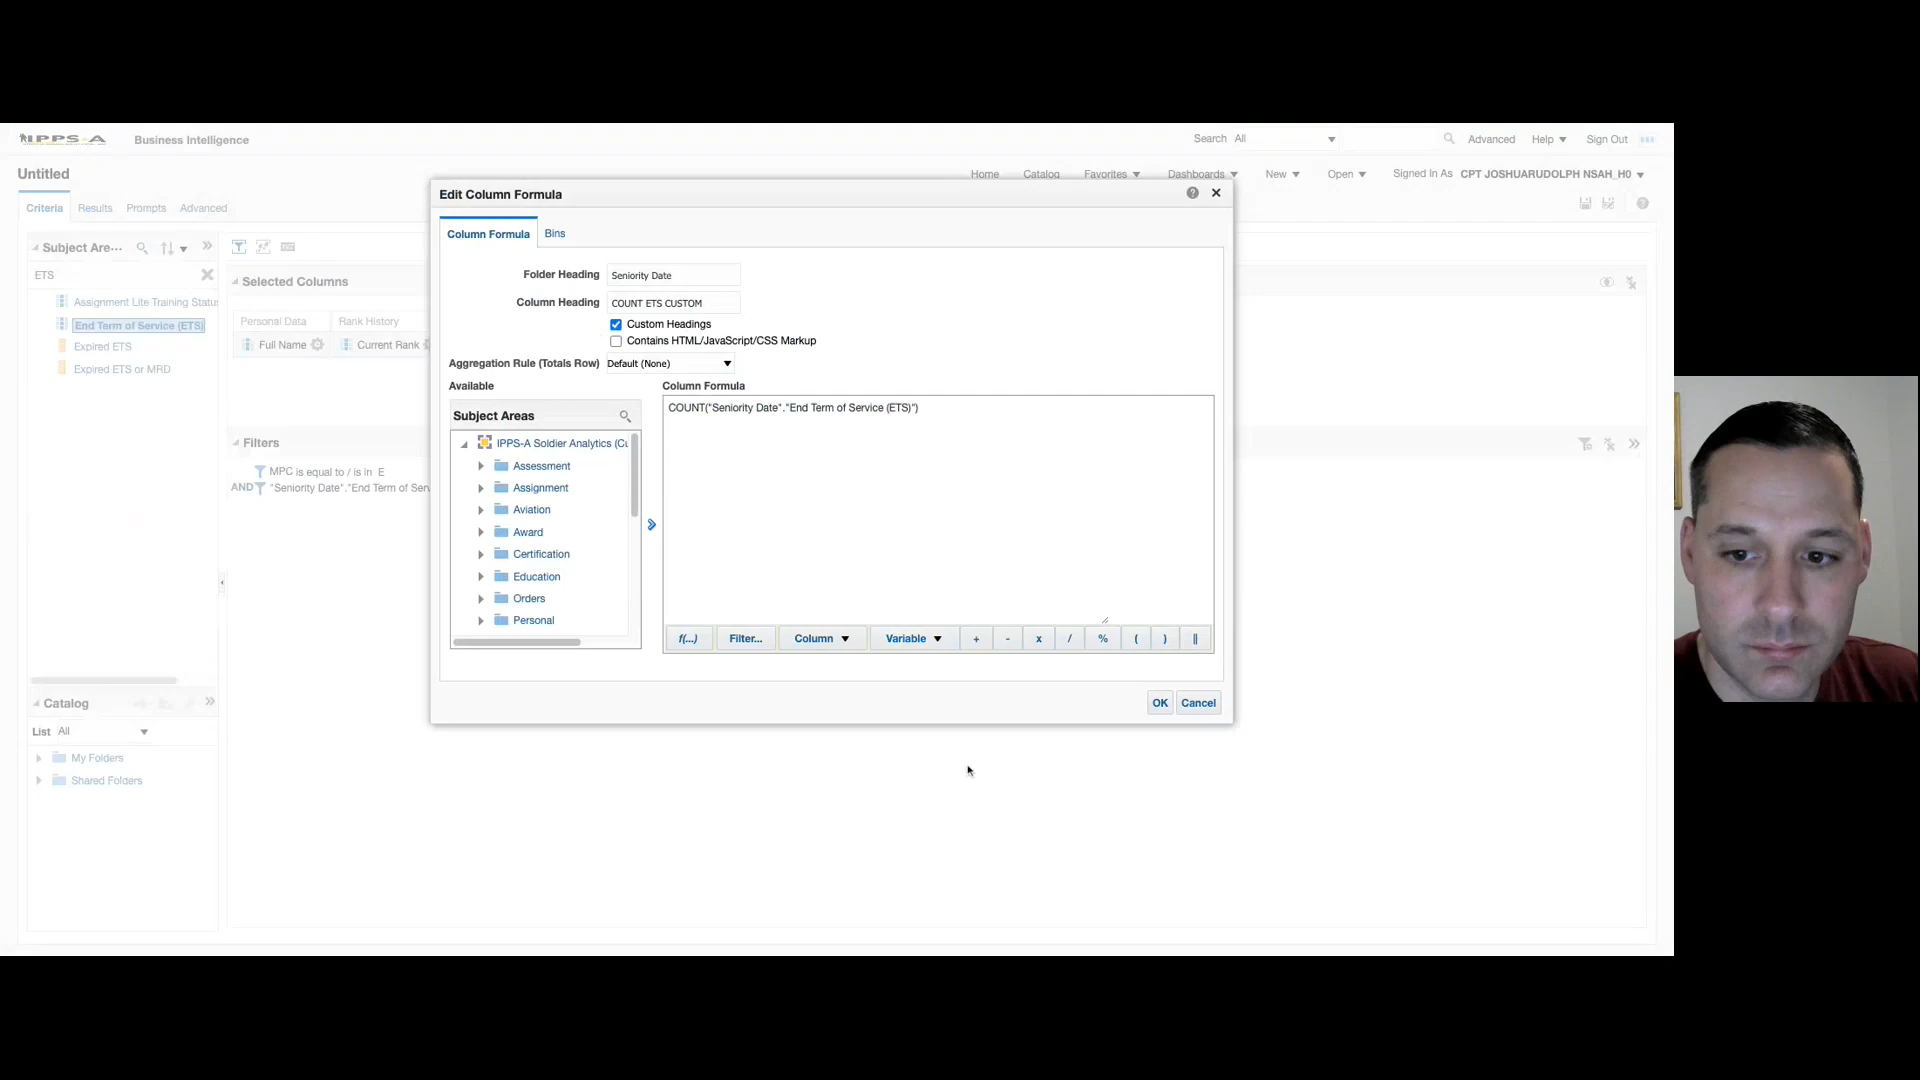 IPPS-A
Business Intelligence
Search All
Advanced
Help
Sign Out
Untitled
Home
Catalog
Favorites
Dashboards
New
Open
Signed In As CPT JOSHUARUDOLPH NSAH_H0
Criteria
Results
Prompts
Advanced
Subject Are...
ETS
Assignment Lite Training Status
End Term of Service (ETS)
Expired ETS
Expired ETS or MRD
Catalog
List All
My Folders
Shared Folders
Selected Columns
Personal Data
Rank History
Full Name
Current Rank
Filters
MPC is equal to / is in E
AND "Seniority Date"."End Term of Serv
Edit Column Formula
Column Formula
Bins
Folder Heading Seniority Date
Column Heading COUNT ETS CUSTOM
Custom Headings
Contains HTML/JavaScript/CSS Markup
Aggregation Rule (Totals Row) Default (None)
Available
Subject Areas
IPPS-A Soldier Analytics (Cu
Assessment
Assignment
Aviation
Award
Certification
Education
Orders
Personal
Column Formula
COUNT("Seniority Date"."End Term of Service (ETS)")
f(...) Filter... Column Variable + - x / % ( ) ||
OK Cancel